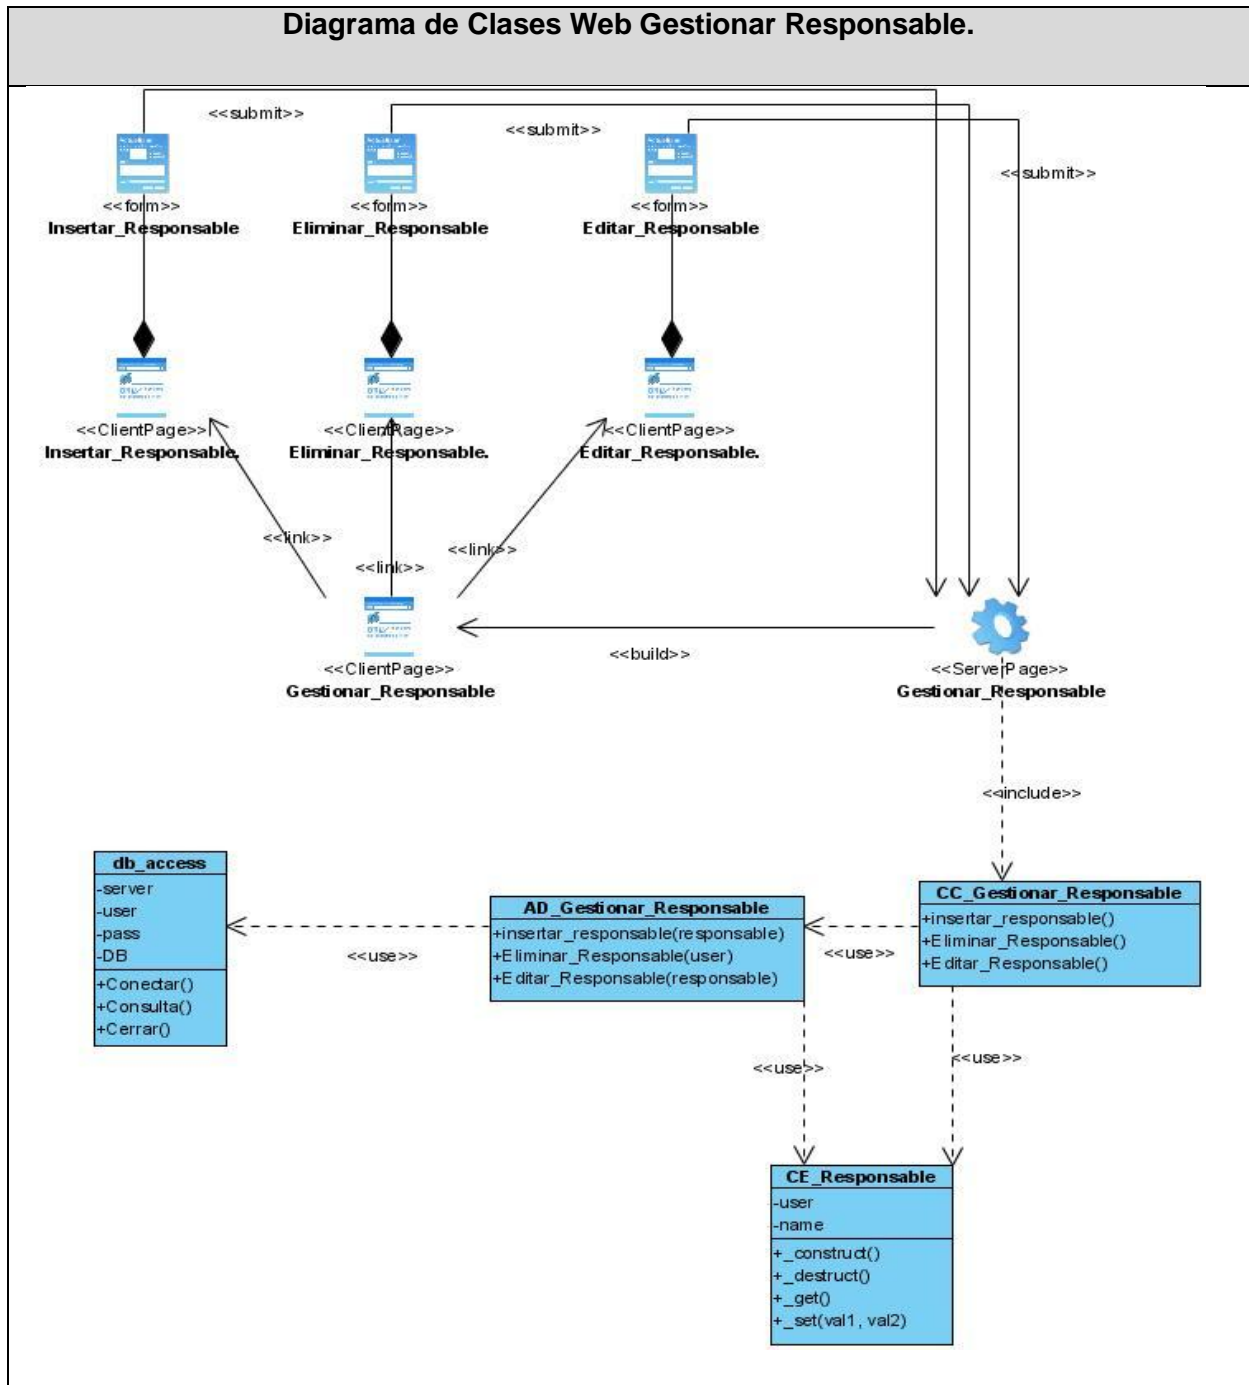 Diagrama de Clases Web Gestionar Responsable.
<<submit>>
<<submit>>
<<submit>>
<<form>>
Insertar_Responsable
<<form>>
Eliminar_Responsable
<<form>>
Editar_Responsable
<<ClientPage>>
Insertar_Responsable.
<<ClientPage>>
Eliminar_Responsable.
<<ClientPage>>
Editar_Responsable.
<<link>>
<<link>>
<<link>>
<<ClientPage>>
Gestionar_Responsable
<<build>>
<<ServerPage>>
Gestionar_Responsable
<<include>>
db_access
-server
-user
-pass
-DB
+Conectar()
+Consulta()
+Cerrar()
<<use>>
AD_Gestionar_Responsable
+insertar_responsable(responsable)
+Eliminar_Responsable(user)
+Editar_Responsable(responsable)
<<use>>
CC_Gestionar_Responsable
+insertar_responsable()
+Eliminar_Responsable()
+Editar_Responsable()
<<use>>
<<use>>
CE_Responsable
-user
-name
+_construct()
+_destruct()
+_get()
+_set(val1, val2)